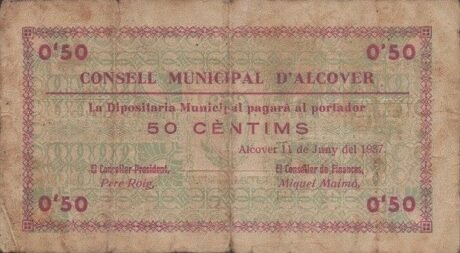 0'50 0'50
CONSELL MUNICIPAL D'ALCOVER
La Dipositaria Municipal pagarà al portador
50 CÈNTIMS
Alcover 11 de Juny del 1937.
El Conseller President, El Conseller de Finances,
Pere Roig, Miquel Maimó,
0'50 0'50